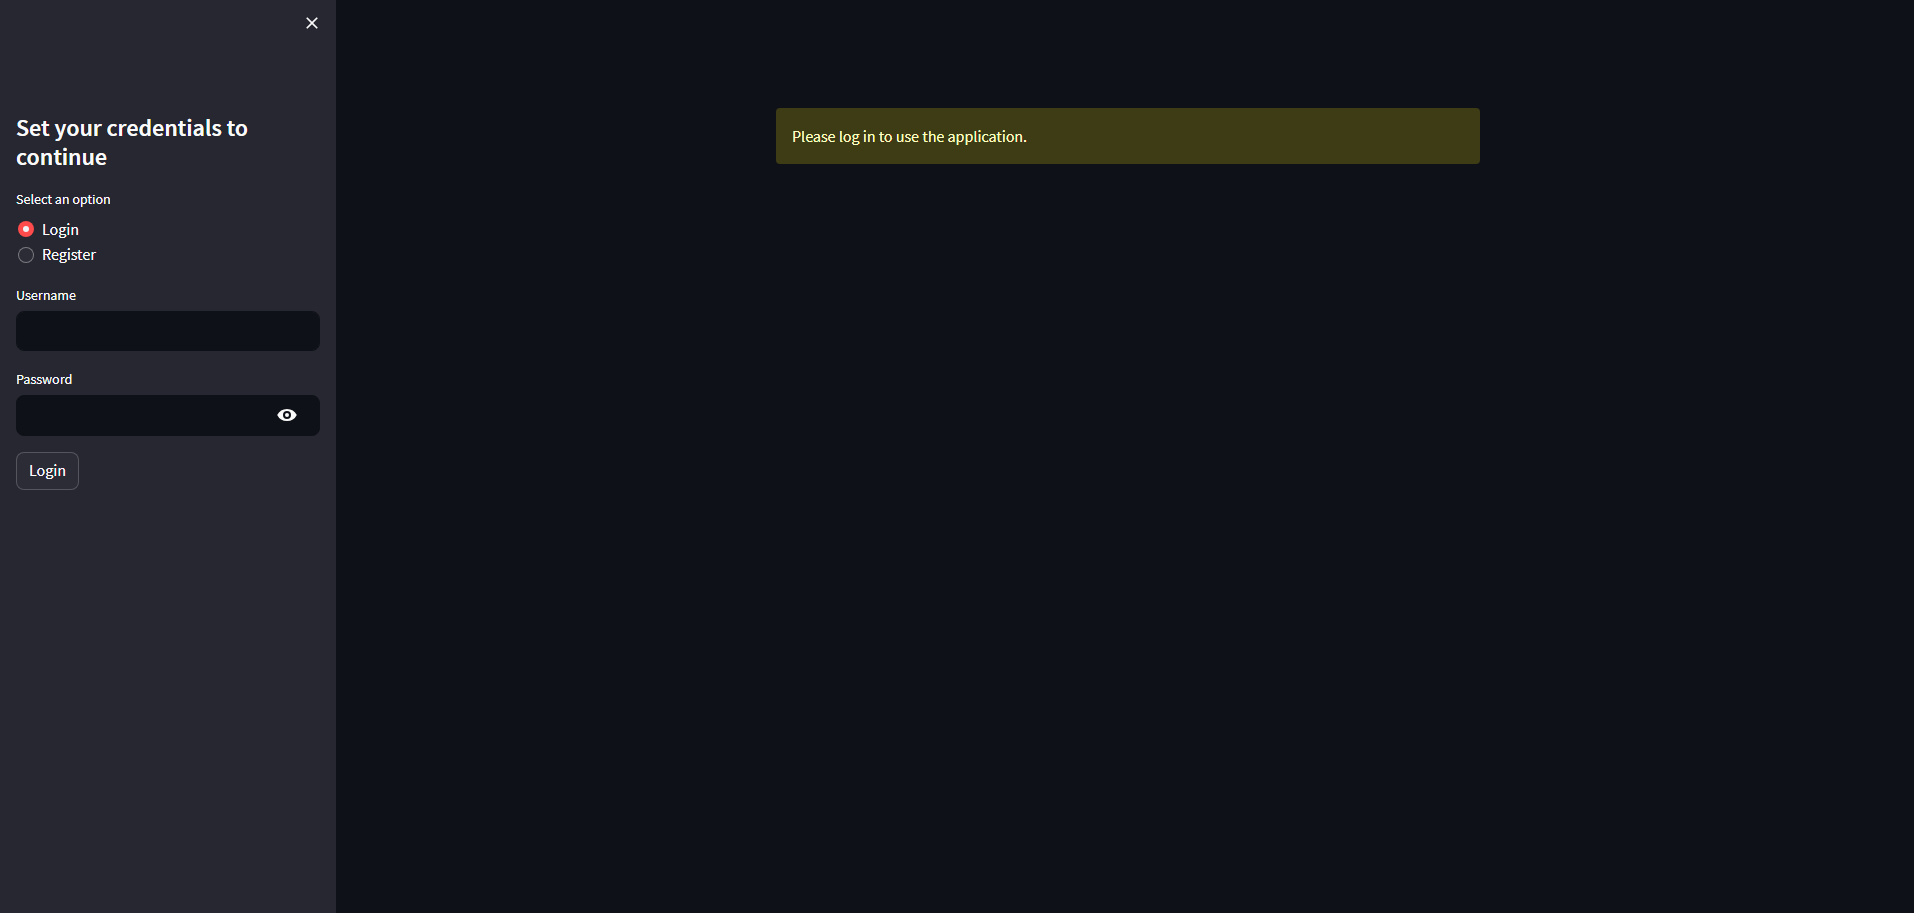 Set your credentials to
continue
Select an option
Login
Register
Username
Password
Login
Please log in to use the application.